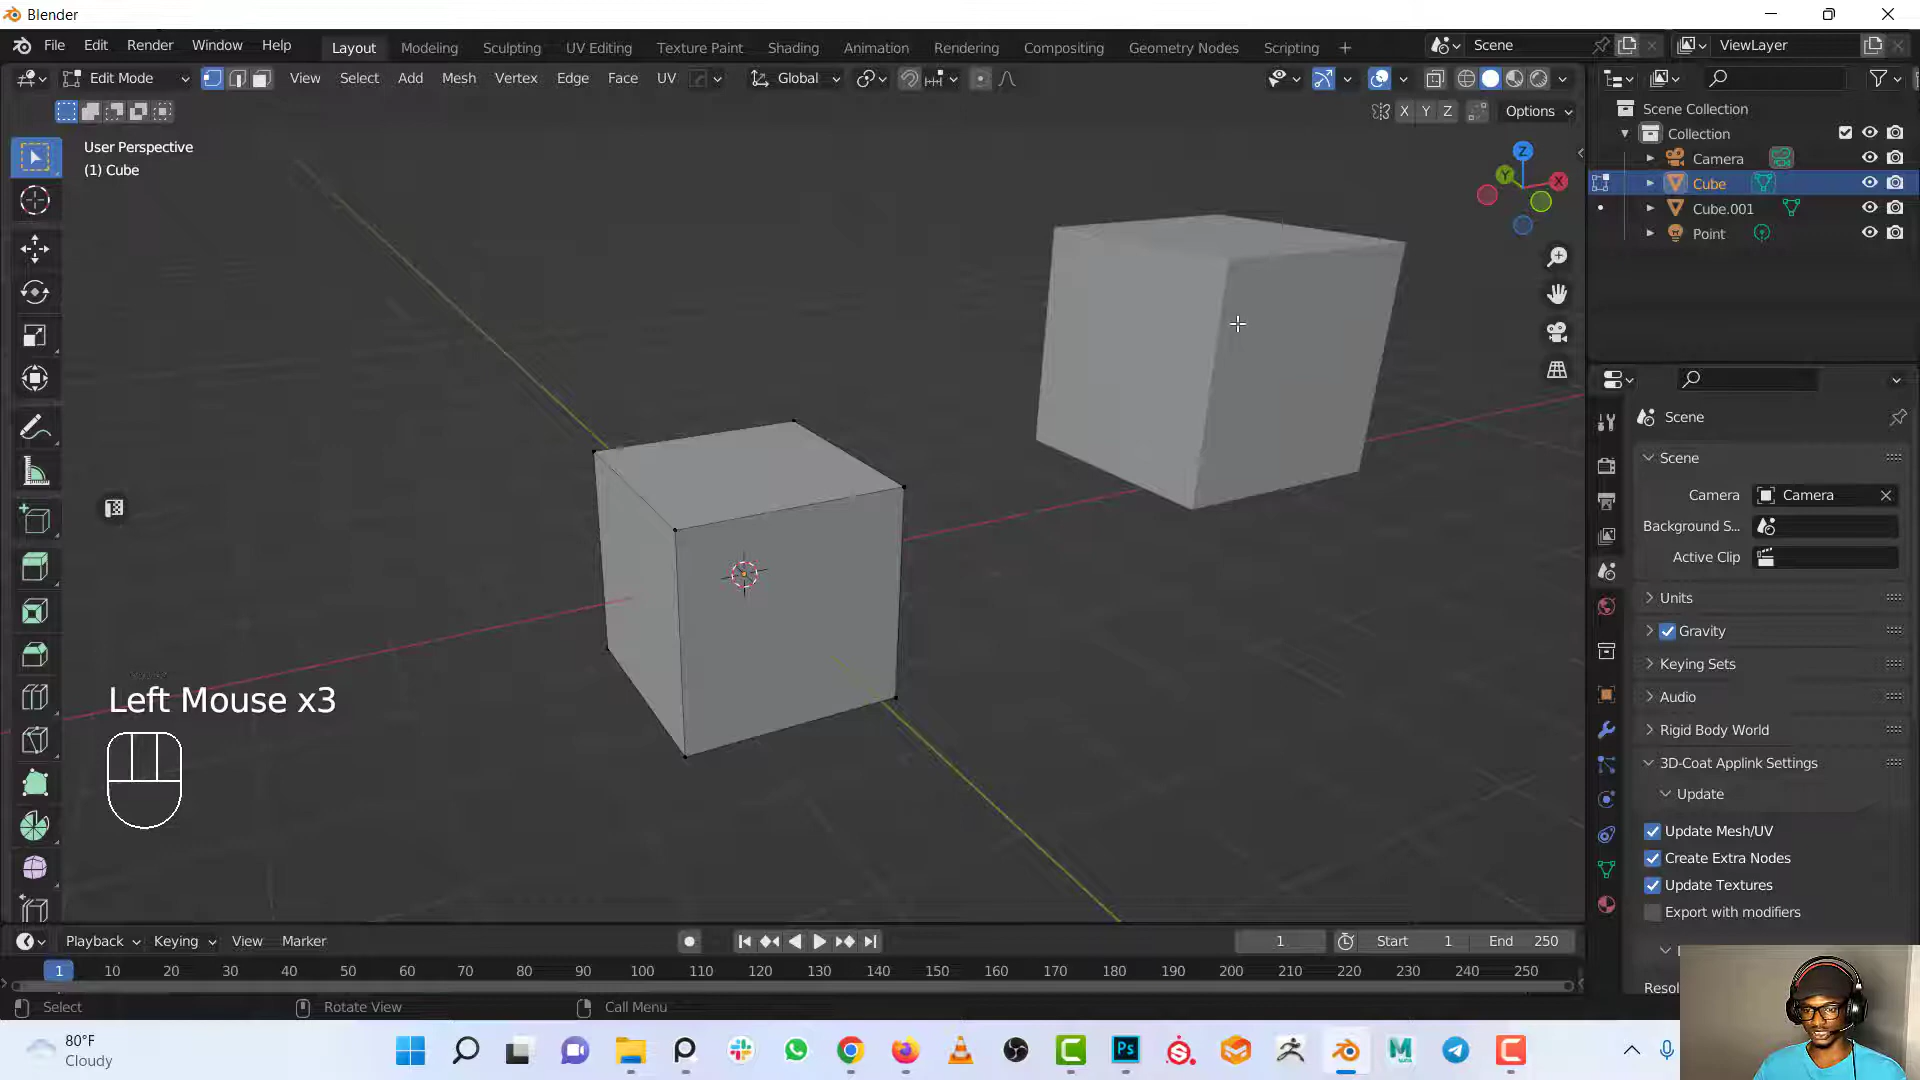 Blender
File Edit Render Window Help
Layout Modeling Sculpting UV Editing Texture Paint Shading Animation Rendering Compositing Geometry Nodes Scripting
Scene
ViewLayer
Edit Mode View Select Add Mesh Vertex Edge Face UV Global
X Y Z Options
User Perspective
(1) Cube
Z
Y
X
Scene Collection
Collection
Camera
Cube
Cube.001
Point
Scene
Scene
Camera Camera
Background S...
Active Clip
Units
Gravity
Keying Sets
Audio
Rigid Body World
3D-Coat Applink Settings
Update
Update Mesh/UV
Create Extra Nodes
Update Textures
Export with modifiers
Left Mouse x3
Playback Keying View Marker
1 Start 1 End 250
1 10 20 30 40 50 60 70 80 90 100 110 120 130 140 150 160 170 180 190 200 210 220 230 240 250
Select Rotate View Call Menu
80°F
Cloudy
Ps